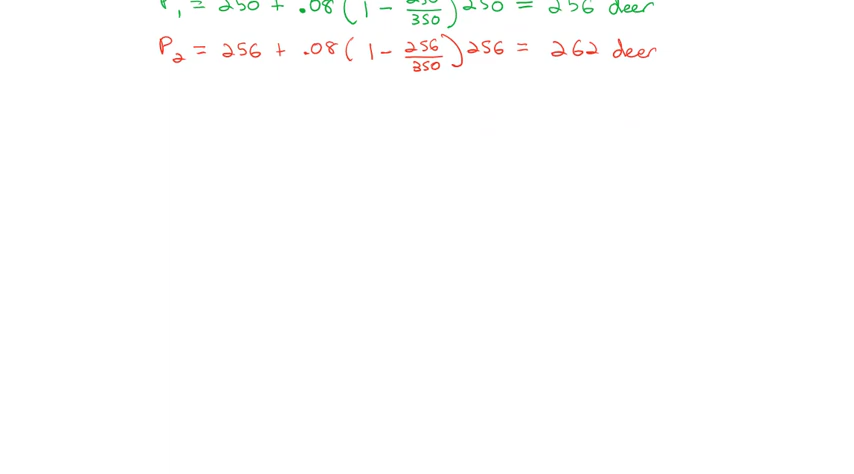 P₁ = 250 + .08 ( 1 - 250/350 ) 250 = 256 deer
P₂ = 256 + .08 ( 1 - 256/350 ) 256 = 262 deer